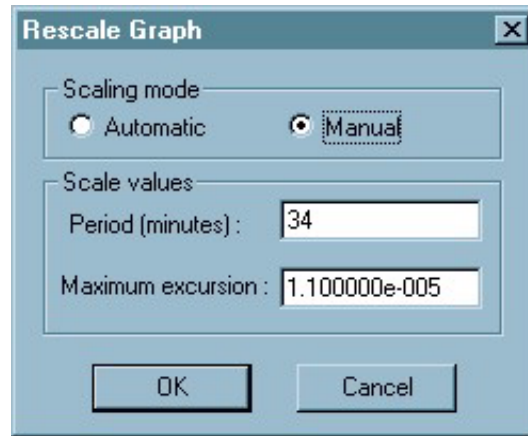 Rescale Graph
Scaling mode
Automatic Manual
Scale values
Period (minutes) : 34
Maximum excursion : 1.100000e-005
OK Cancel